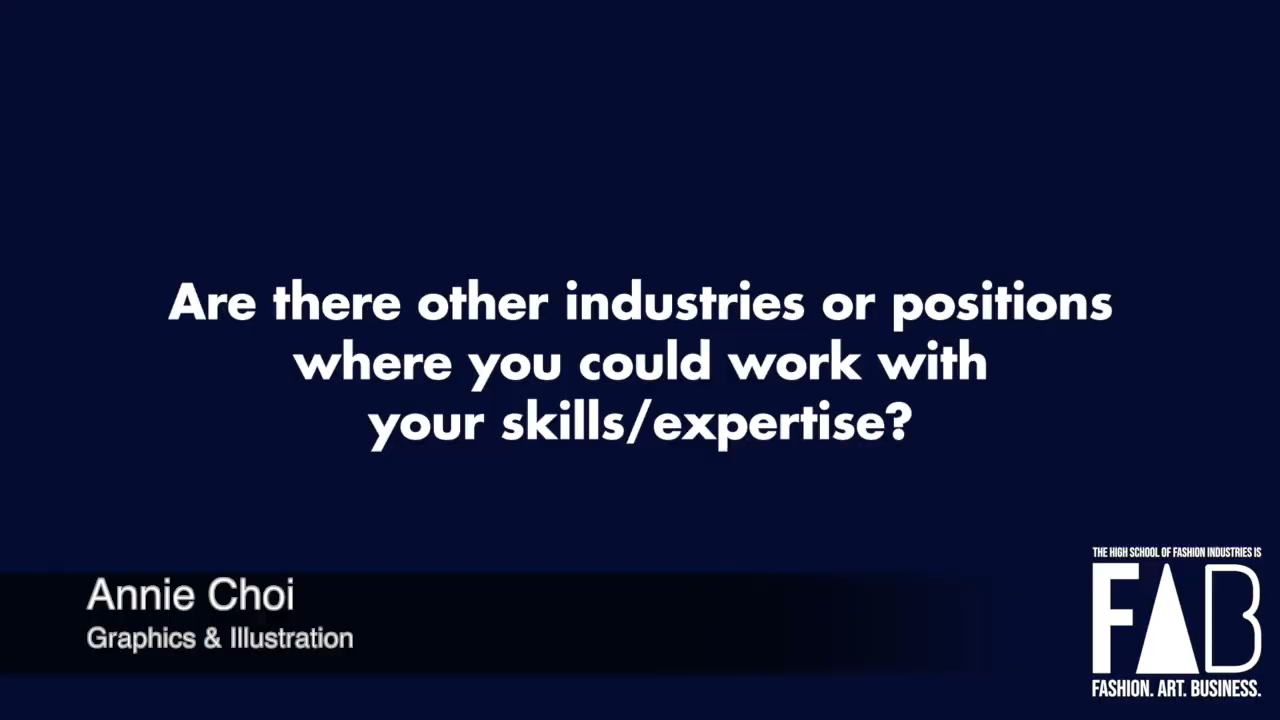 Are there other industries or positions
where you could work with
your skills/expertise?
Annie Choi
Graphics & Illustration
THE HIGH SCHOOL OF FASHION INDUSTRIES IS
FAB
FASHION. ART. BUSINESS.